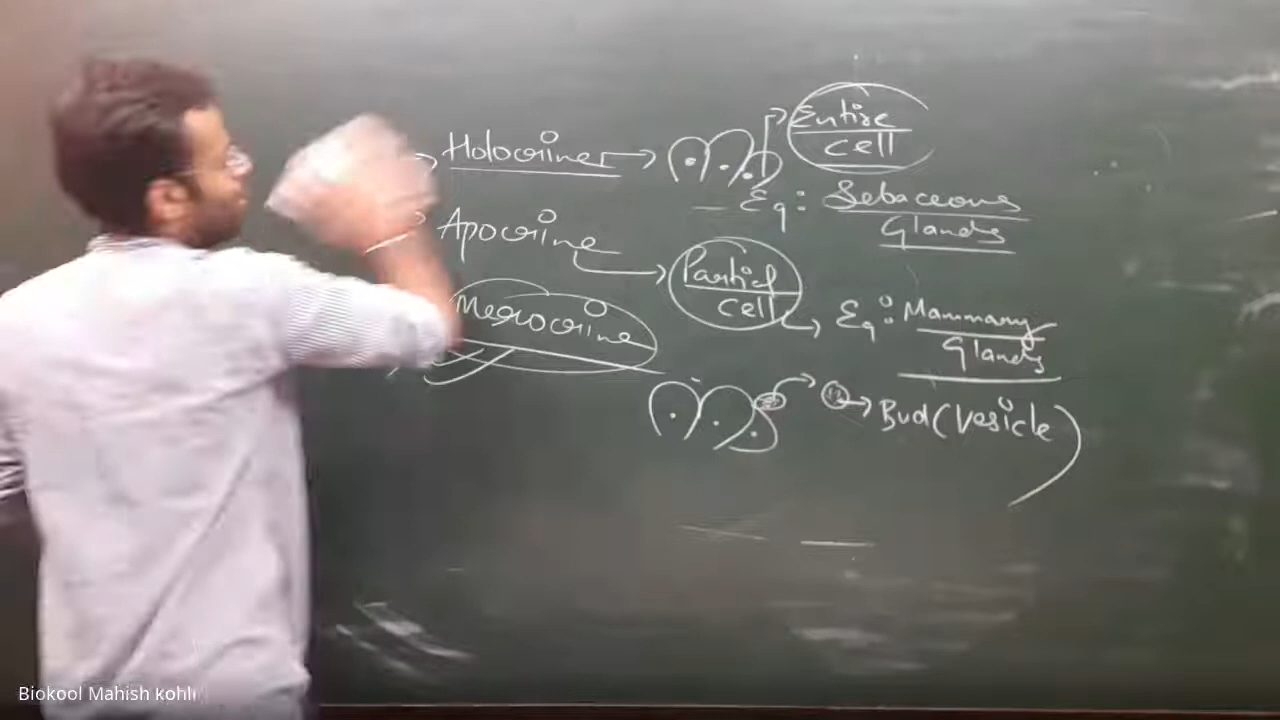 Holocrine
Entire
cell
Eg: Sebaceous
Glands
Apocrine
Partial
cell
Eg: Mammary
Glands
Merocrine
Bud (Vesicle)
Biokool Mahish kohli